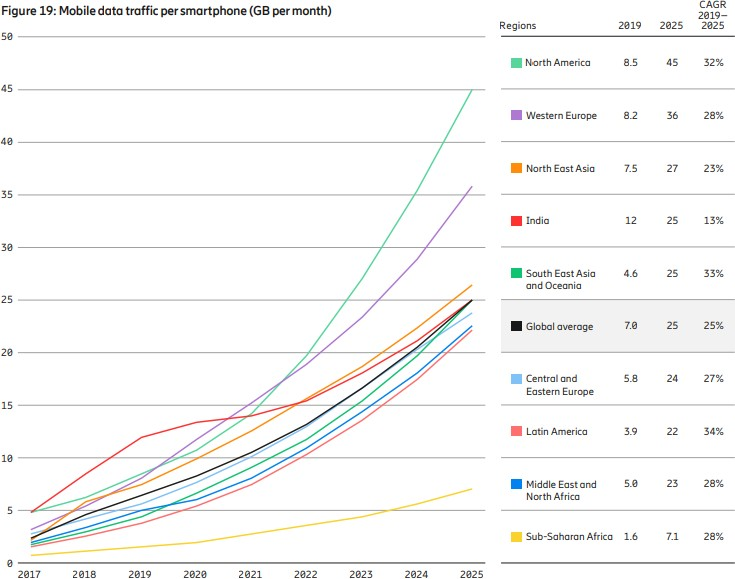 Figure 19: Mobile data traffic per smartphone (GB per month)
50
45
40
35
30
25
20
15
10
5
0
2017 2018 2019 2020 2021 2022 2023 2024 2025
Regions 2019 2025 CAGR 2019–2025
North America 8.5 45 32%
Western Europe 8.2 36 28%
North East Asia 7.5 27 23%
India 12 25 13%
South East Asia
and Oceania 4.6 25 33%
Global average 7.0 25 25%
Central and
Eastern Europe 5.8 24 27%
Latin America 3.9 22 34%
Middle East and
North Africa 5.0 23 28%
Sub-Saharan Africa 1.6 7.1 28%